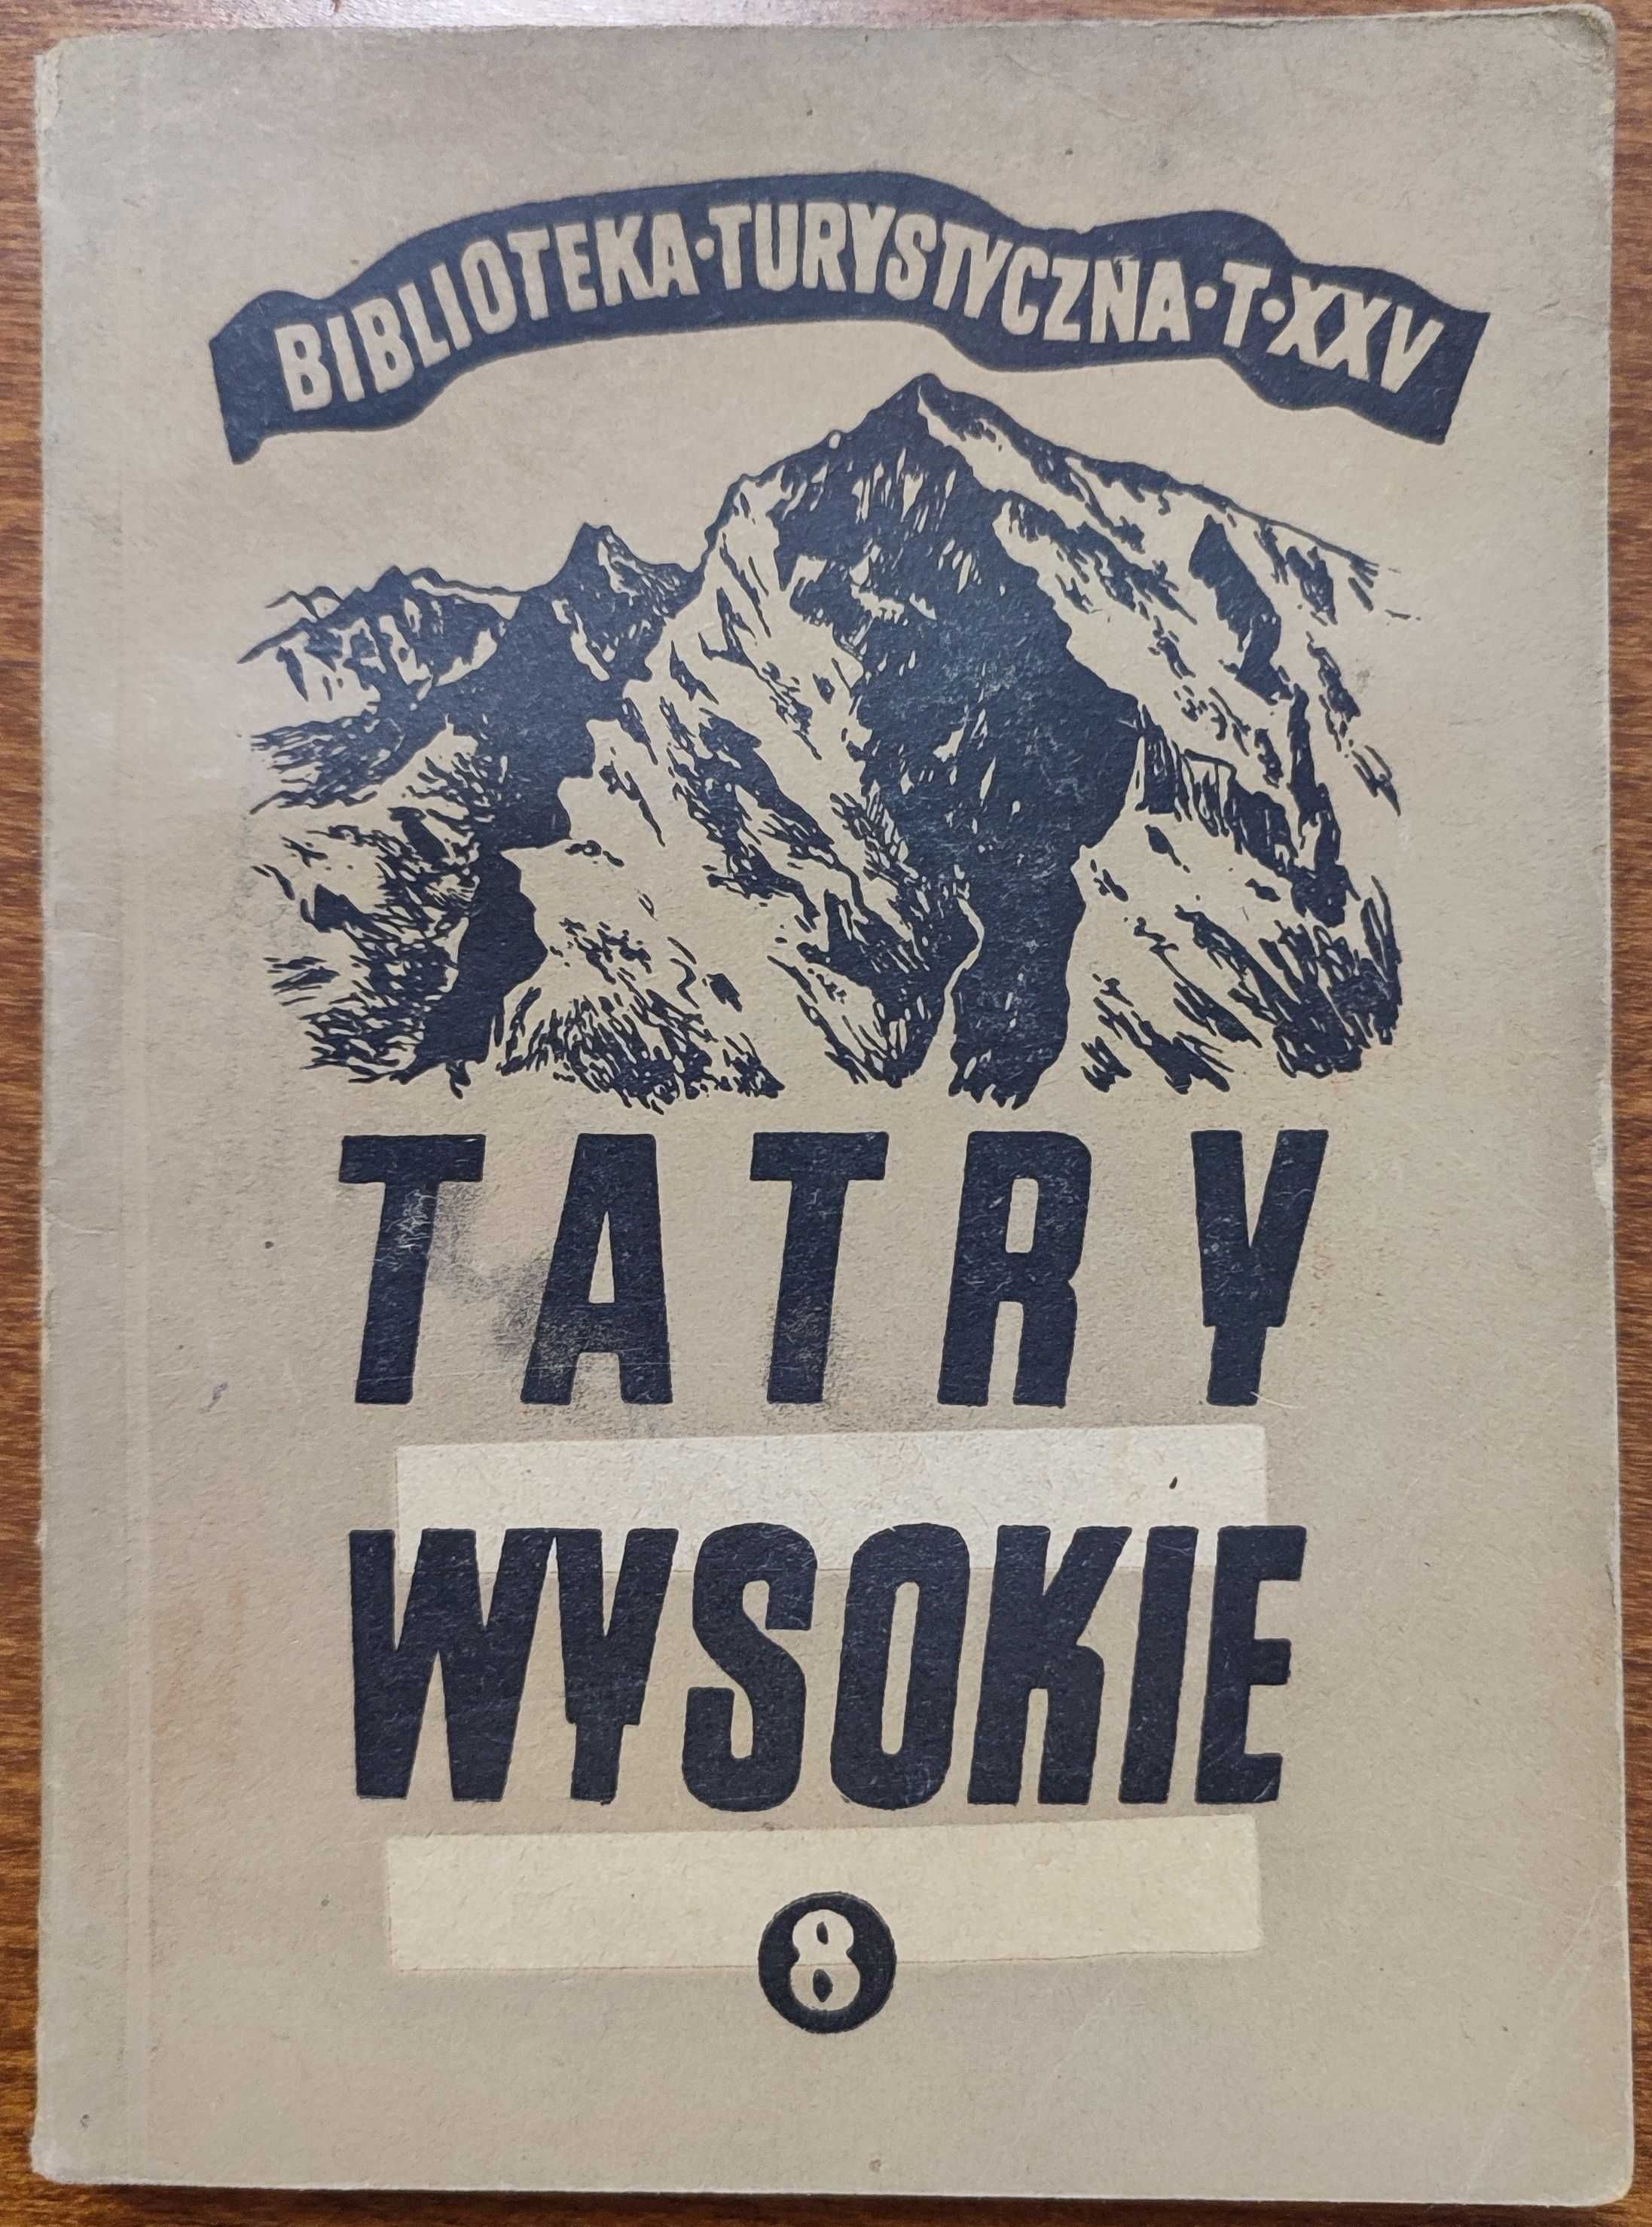 BIBLIOTEKA·TURYSTYCZNA·T·XXV
TATRY
WYSOKIE
8